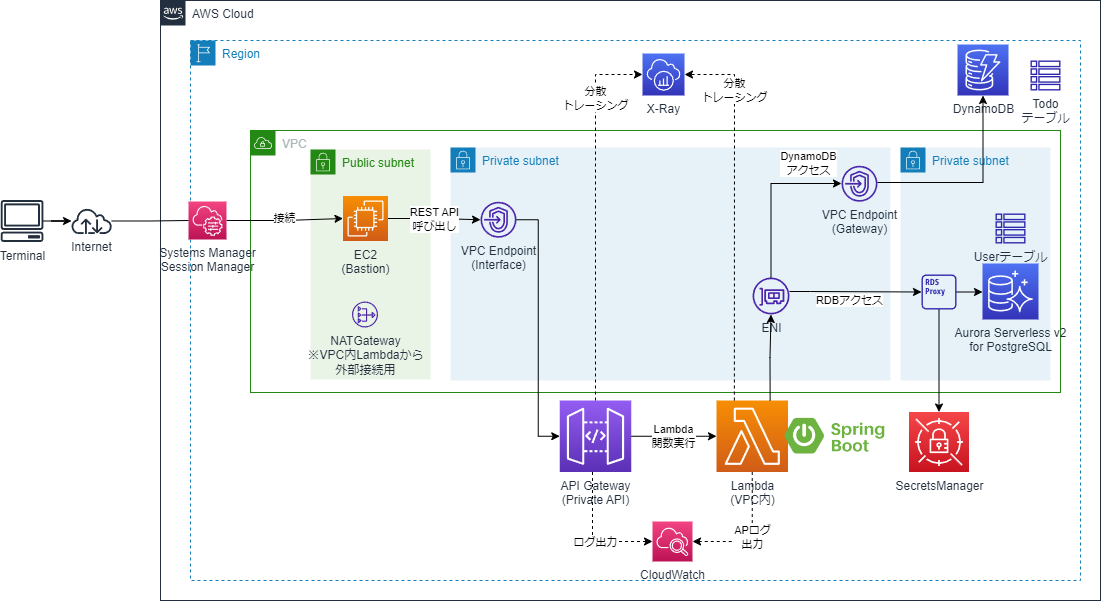 aws
AWS Cloud
Region
VPC
Public subnet
Private subnet
Private subnet
分散
トレーシング
X-Ray
分散
トレーシング
DynamoDB
Todo
テーブル
Terminal
Internet
Systems Manager
Session Manager
接続
EC2
(Bastion)
REST API
呼び出し
VPC Endpoint
(Interface)
DynamoDB
アクセス
VPC Endpoint
(Gateway)
NATGateway
※VPC内Lambdaから
外部接続用
ENI
RDBアクセス
RDS
Proxy
Userテーブル
Aurora Serverless v2
for PostgreSQL
API Gateway
(Private API)
Lambda
関数実行
Lambda
(VPC内)
Spring
Boot
SecretsManager
ログ出力
APログ
出力
CloudWatch